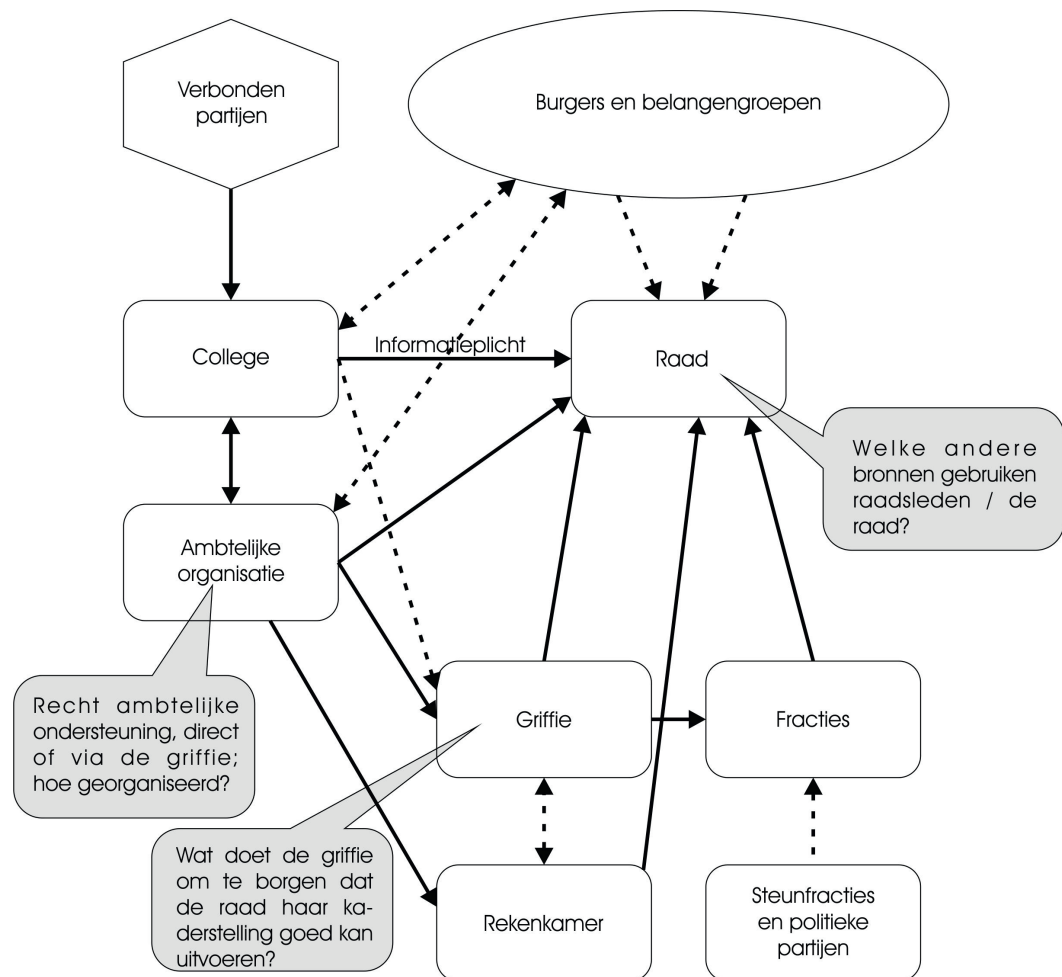 Verbonden
partijen
Burgers en belangengroepen
College
Informatieplicht
Raad
Welke andere
bronnen gebruiken
raadsleden / de
raad?
Ambtelijke
organisatie
Recht ambtelijke
ondersteuning, direct
of via de griffie;
hoe georganiseerd?
Griffie
Fracties
Wat doet de griffie
om te borgen dat
de raad haar ka-
derstelling goed kan
uitvoeren?
Rekenkamer
Steunfracties
en politieke
partijen